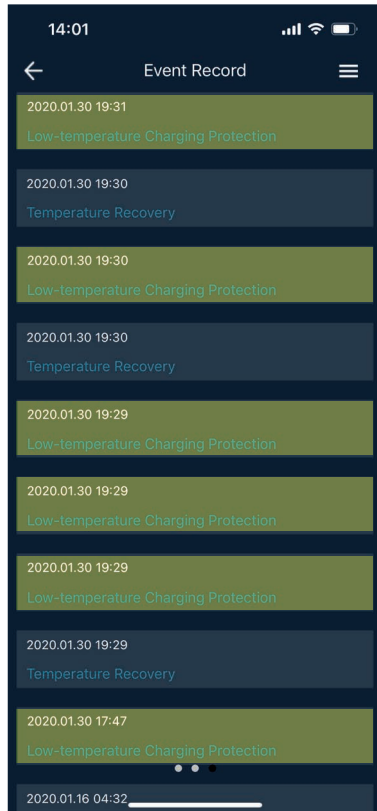 14:01
Event Record
2020.01.30 19:31
Low-temperature Charging Protection
2020.01.30 19:30
Temperature Recovery
2020.01.30 19:30
Low-temperature Charging Protection
2020.01.30 19:30
Temperature Recovery
2020.01.30 19:29
Low-temperature Charging Protection
2020.01.30 19:29
Low-temperature Charging Protection
2020.01.30 19:29
Low-temperature Charging Protection
2020.01.30 19:29
Temperature Recovery
2020.01.30 17:47
Low-temperature Charging Protection
2020.01.16 04:32